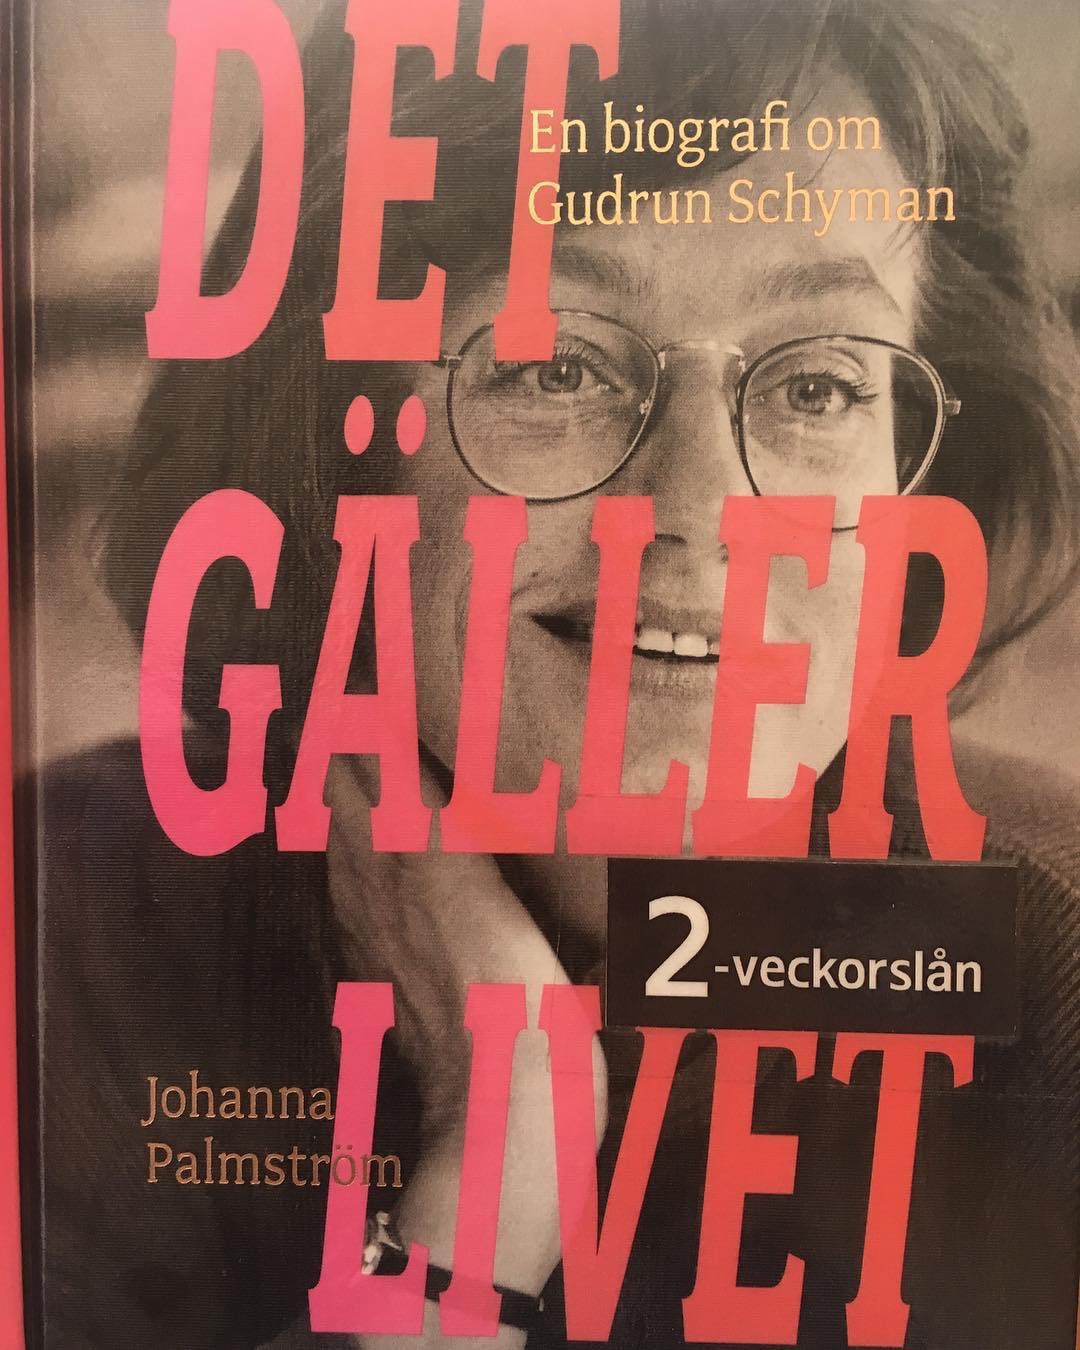 DET
En biografi om
Gudrun Schyman
GÄLLER
2-veckorslån
LIVET
Johanna
Palmström